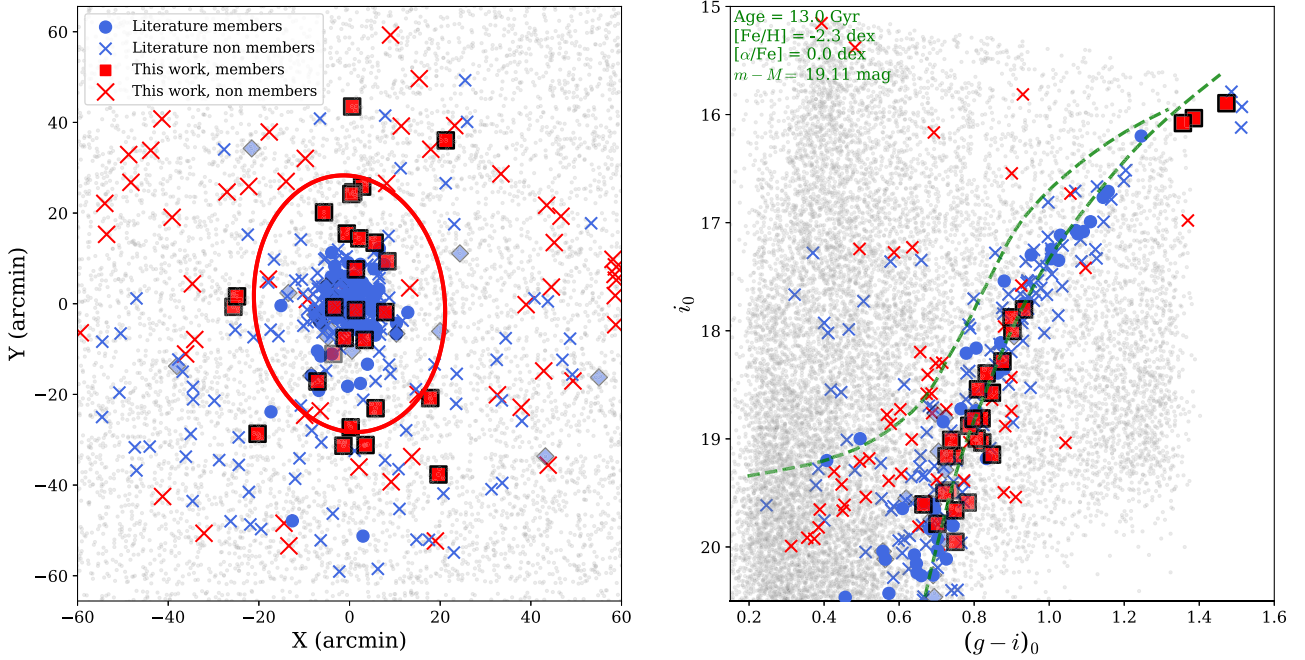 Literature members
Literature non members
This work, members
This work, non members
60
40
20
0
−20
−40
−60
Y (arcmin)
−60
−40
−20
0
20
40
60
X (arcmin)
Age = 13.0 Gyr
[Fe/H] = -2.3 dex
[α/Fe] = 0.0 dex
m − M = 19.11 mag
15
16
17
18
19
20
i₀
0.2
0.4
0.6
0.8
1.0
1.2
1.4
1.6
(g − i)₀